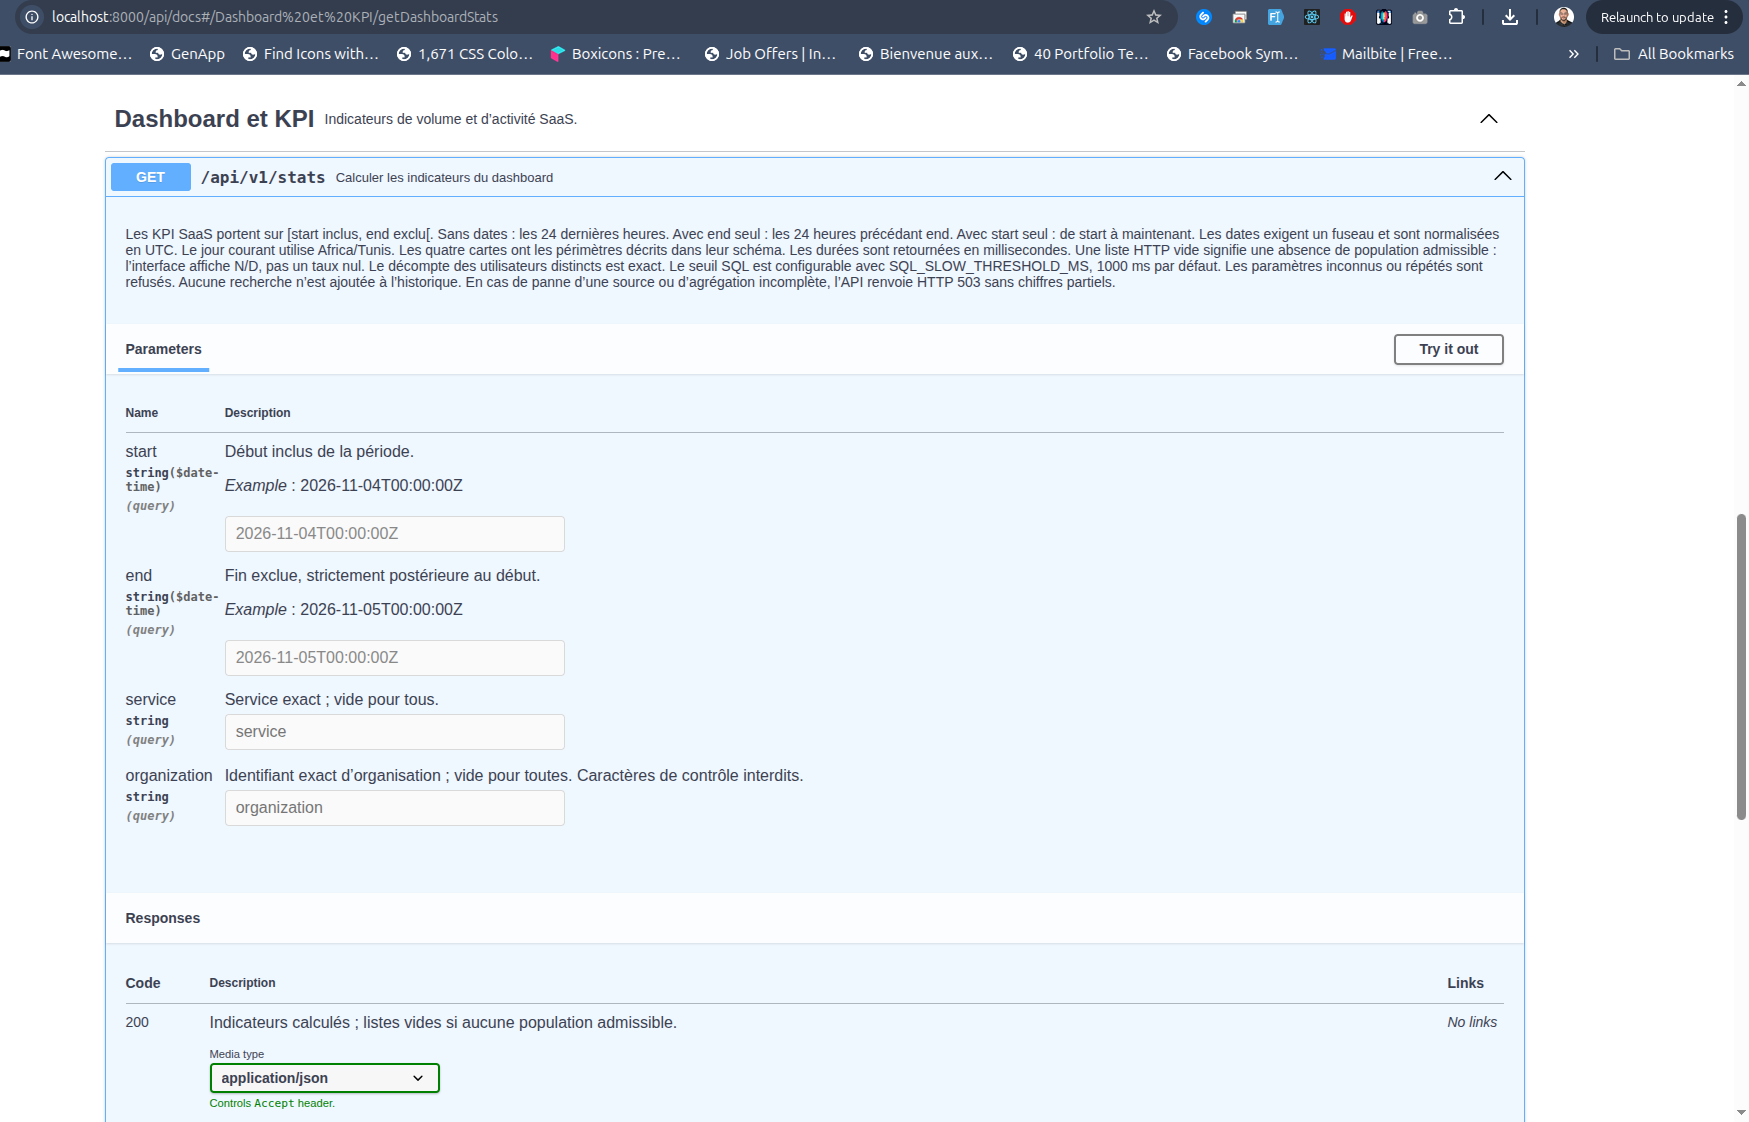 localhost:8000/api/docs#/Dashboard%20et%20KPI/getDashboardStats
Relaunch to update
Font Awesome…
GenApp
Find Icons with…
1,671 CSS Colo…
Boxicons : Pre…
Job Offers | In…
Bienvenue aux…
40 Portfolio Te…
Facebook Sym…
Mailbite | Free…
»
All Bookmarks
Dashboard et KPI Indicateurs de volume et d’activité SaaS.
GET /api/v1/stats Calculer les indicateurs du dashboard
Les KPI SaaS portent sur [start inclus, end exclu[. Sans dates : les 24 dernières heures. Avec end seul : les 24 heures précédant end. Avec start seul : de start à maintenant. Les dates exigent un fuseau et sont normalisées
en UTC. Le jour courant utilise Africa/Tunis. Les quatre cartes ont les périmètres décrits dans leur schéma. Les durées sont retournées en millisecondes. Une liste HTTP vide signifie une absence de population admissible :
l’interface affiche N/D, pas un taux nul. Le décompte des utilisateurs distincts est exact. Le seuil SQL est configurable avec SQL_SLOW_THRESHOLD_MS, 1000 ms par défaut. Les paramètres inconnus ou répétés sont
refusés. Aucune recherche n’est ajoutée à l’historique. En cas de panne d’une source ou d’agrégation incomplète, l’API renvoie HTTP 503 sans chiffres partiels.
Parameters
Try it out
Name Description
start
string($date-
time)
(query)
Début inclus de la période.
Example : 2026-11-04T00:00:00Z
2026-11-04T00:00:00Z
end
string($date-
time)
(query)
Fin exclue, strictement postérieure au début.
Example : 2026-11-05T00:00:00Z
2026-11-05T00:00:00Z
service
string
(query)
Service exact ; vide pour tous.
service
organization
string
(query)
Identifiant exact d’organisation ; vide pour toutes. Caractères de contrôle interdits.
organization
Responses
Code Description Links
200 Indicateurs calculés ; listes vides si aucune population admissible. No links
Media type
application/json
Controls Accept header.